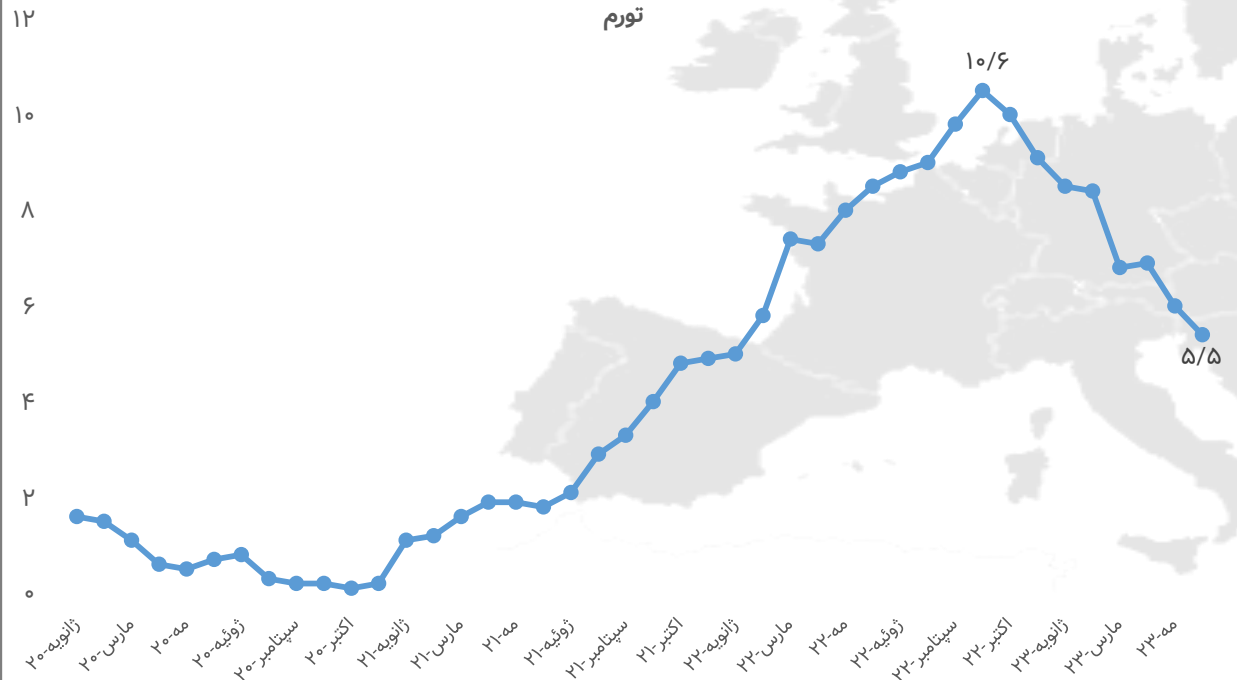 تورم
۱۲
۱۰
۸
۶
۴
۲
۰
۱۰/۶
۵/۵
ژانویه-۲۰
مارس-۲۰
مه-۲۰
ژوئیه-۲۰
سپتامبر-۲۰
اکتبر-۲۰
ژانویه-۲۱
مارس-۲۱
مه-۲۱
ژوئیه-۲۱
سپتامبر-۲۱
اکتبر-۲۱
ژانویه-۲۲
مارس-۲۲
مه-۲۲
ژوئیه-۲۲
سپتامبر-۲۲
اکتبر-۲۲
ژانویه-۲۳
مارس-۲۳
مه-۲۳